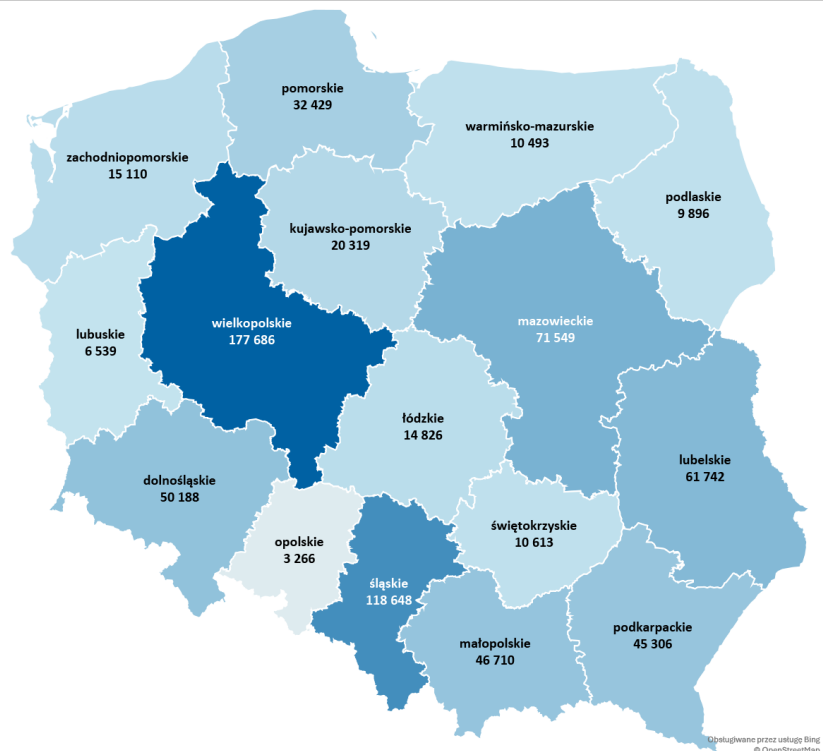 pomorskie
32 429
warmińsko-mazurskie
10 493
zachodniopomorskie
15 110
podlaskie
9 896
kujawsko-pomorskie
20 319
lubuskie
6 539
wielkopolskie
177 686
mazowieckie
71 549
łódzkie
14 826
lubelskie
61 742
dolnośląskie
50 188
opolskie
3 266
świętokrzyskie
10 613
śląskie
118 648
małopolskie
46 710
podkarpackie
45 306
Obsługiwane przez usługę Bing
© OpenStreetMap